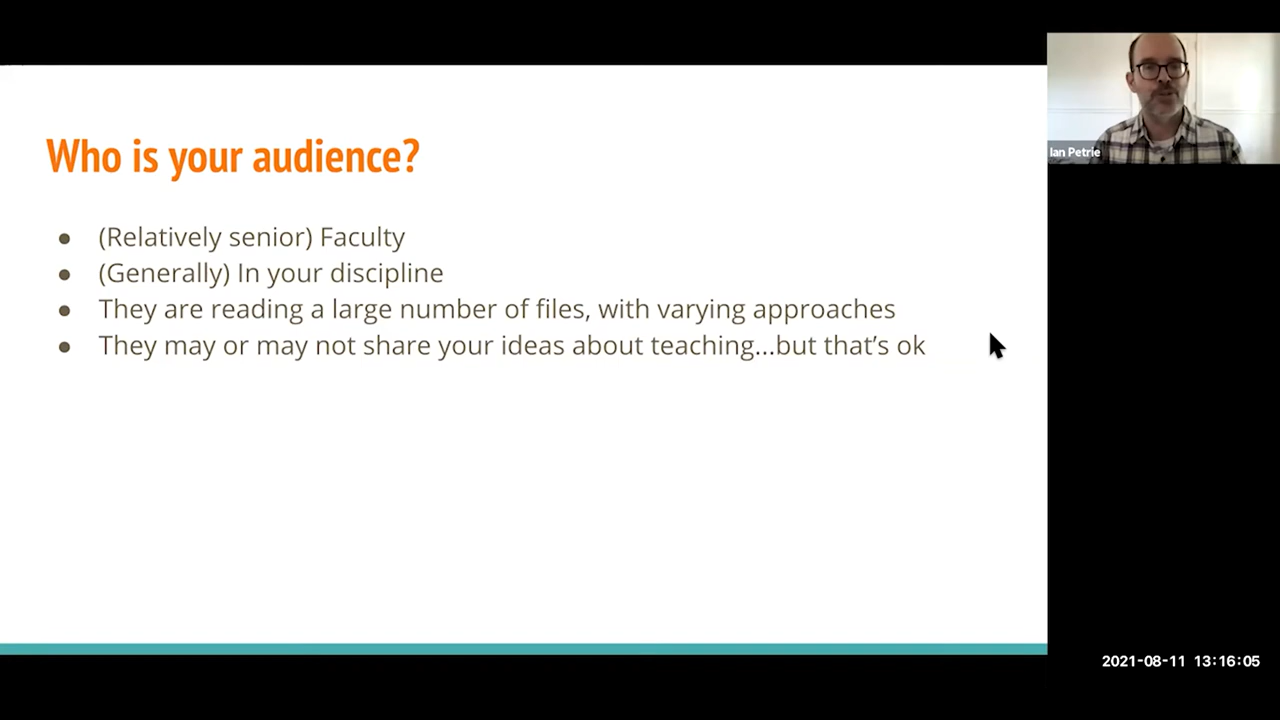 Who is your audience?
● (Relatively senior) Faculty
● (Generally) In your discipline
● They are reading a large number of files, with varying approaches
● They may or may not share your ideas about teaching...but that's ok
Ian Petrie
2021-08-11 13:16:05